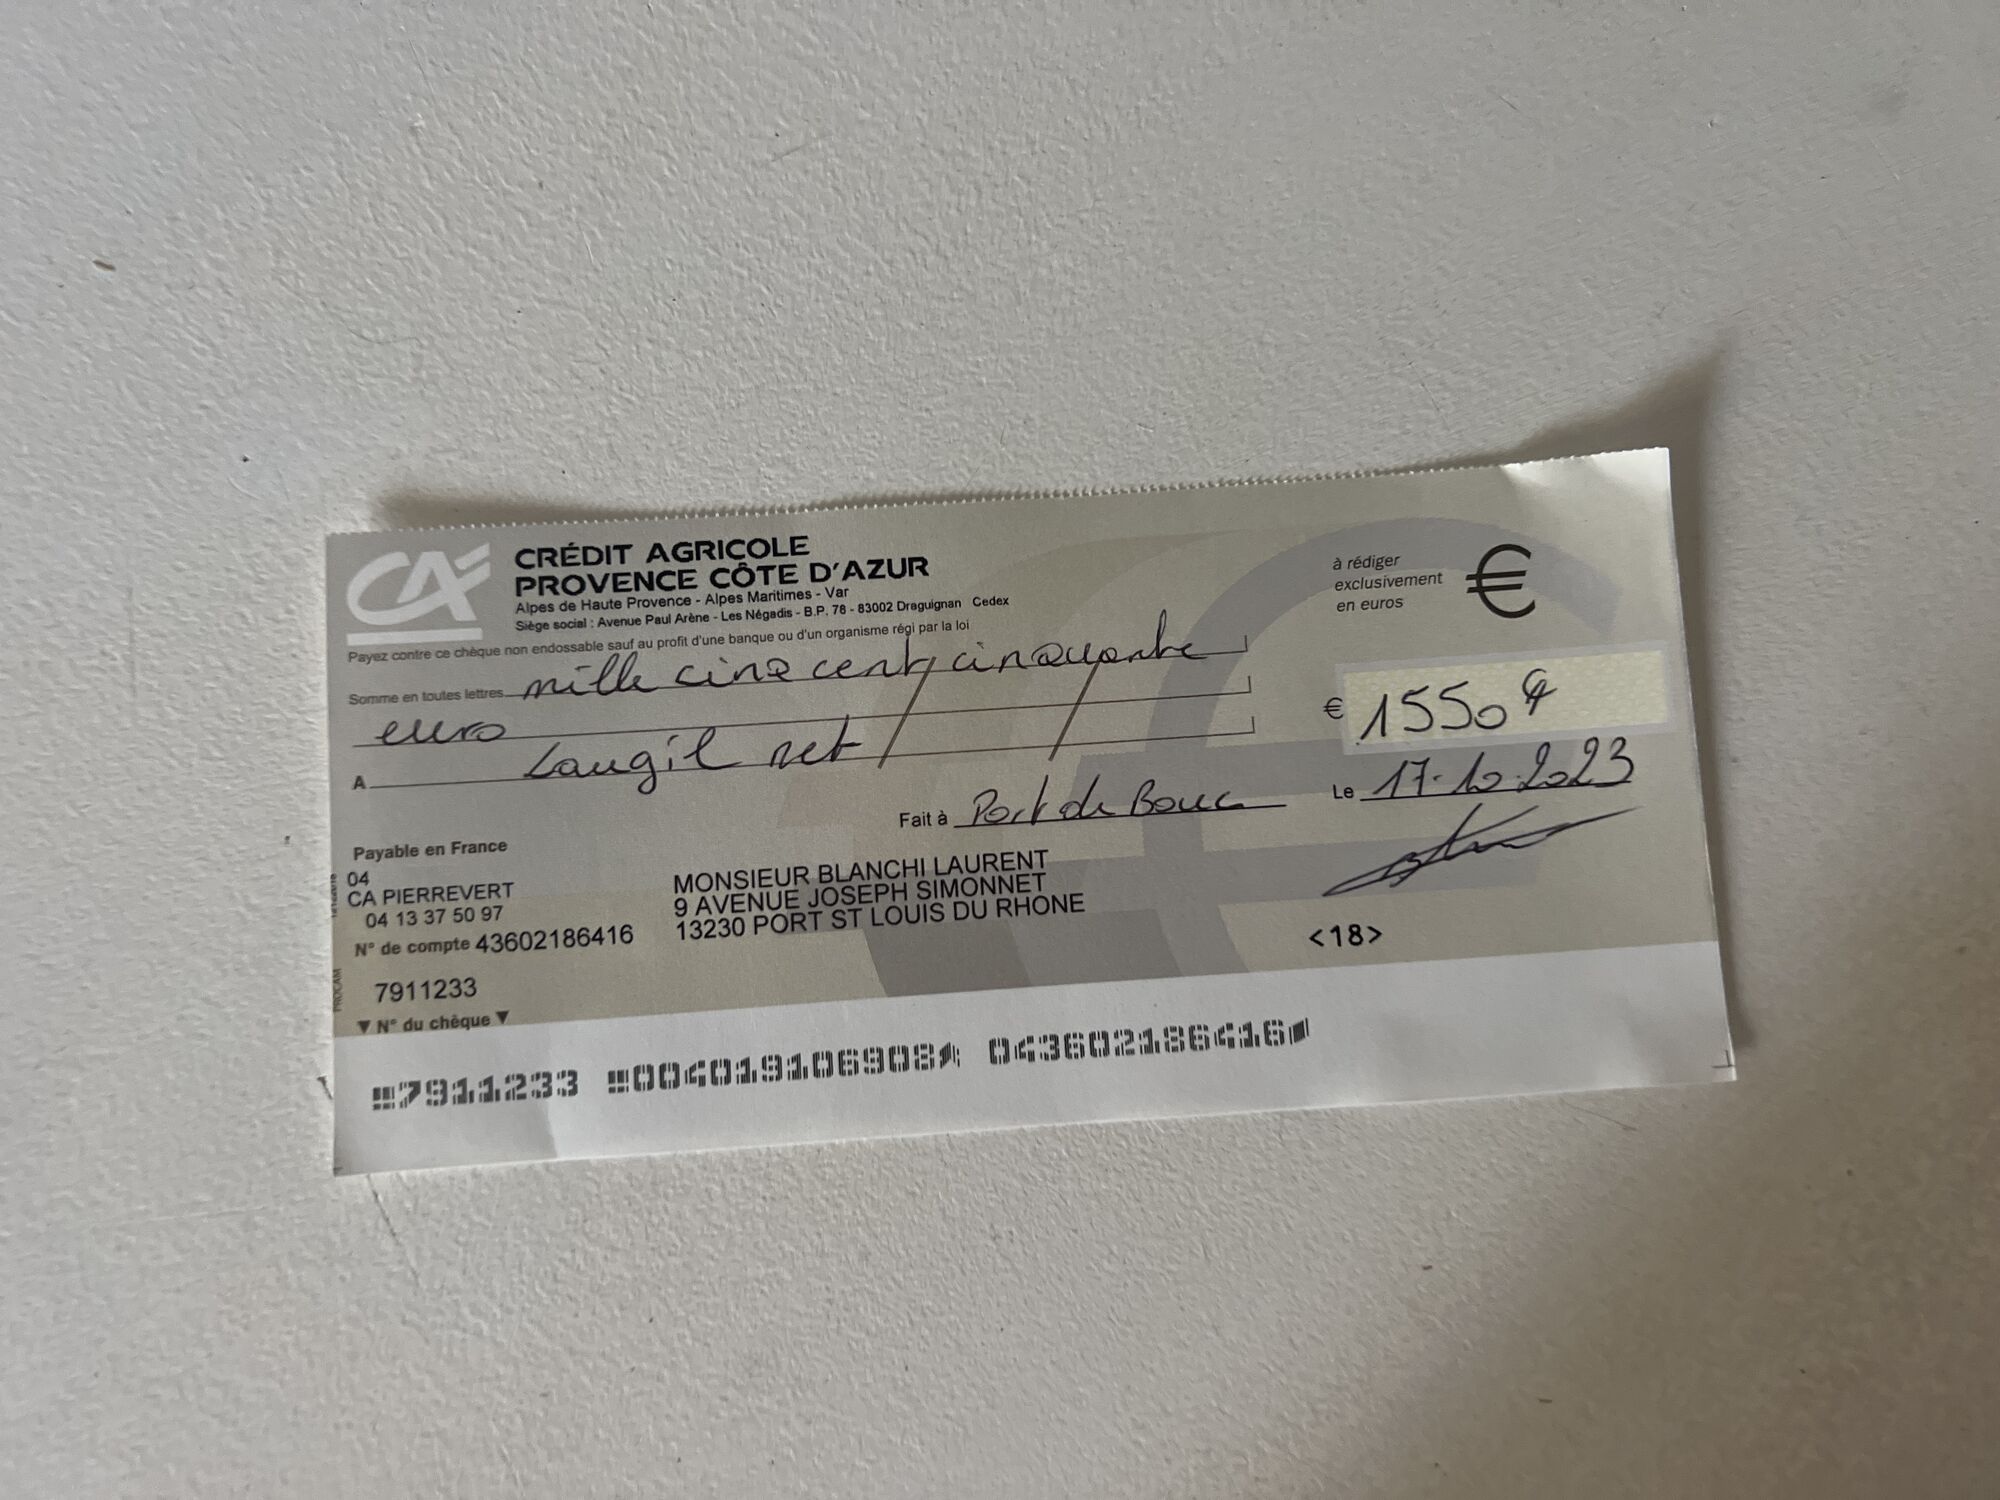 CA
CRÉDIT AGRICOLE
PROVENCE CÔTE D'AZUR
Alpes de Haute Provence - Alpes Maritimes - Var
Siège social : Avenue Paul Arène - Les Négadis - B.P. 78 - 83002 Draguignan Cedex
à rédiger
exclusivement
en euros
€
Payez contre ce chèque non endossable sauf au profit d'une banque ou d'un organisme régi par la loi
Somme en toutes lettres mille cinq cent cinquante
euro
€ 1550 €
A Laugil net
Fait à Port de Bouc
Le 17.10.2023
Payable en France
04
CA PIERREVERT
04 13 37 50 97
N° de compte 43602186416
MONSIEUR BLANCHI LAURENT
9 AVENUE JOSEPH SIMONNET
13230 PORT ST LOUIS DU RHONE
<18>
7911233
▼ N° du chèque ▼
PROCAM
7911233 004019106908 043602186416